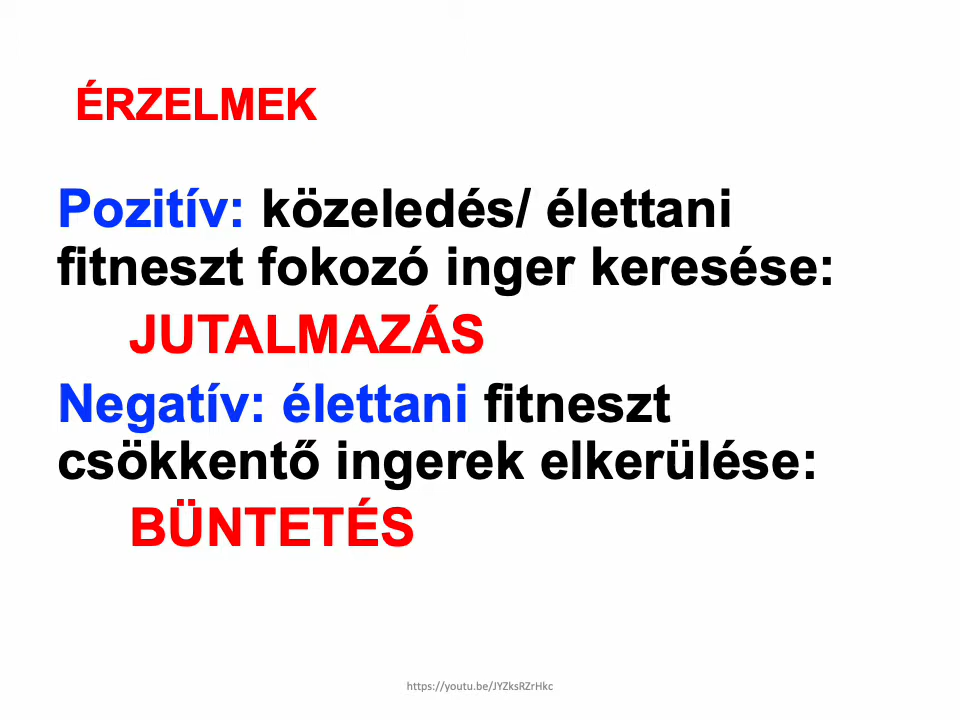 ÉRZELMEK
Pozitív: közeledés/ élettani
fitneszt fokozó inger keresése:
JUTALMAZÁS
Negatív: élettani fitneszt
csökkentő ingerek elkerülése:
BÜNTETÉS
https://youtu.be/JYZksRZrHkc